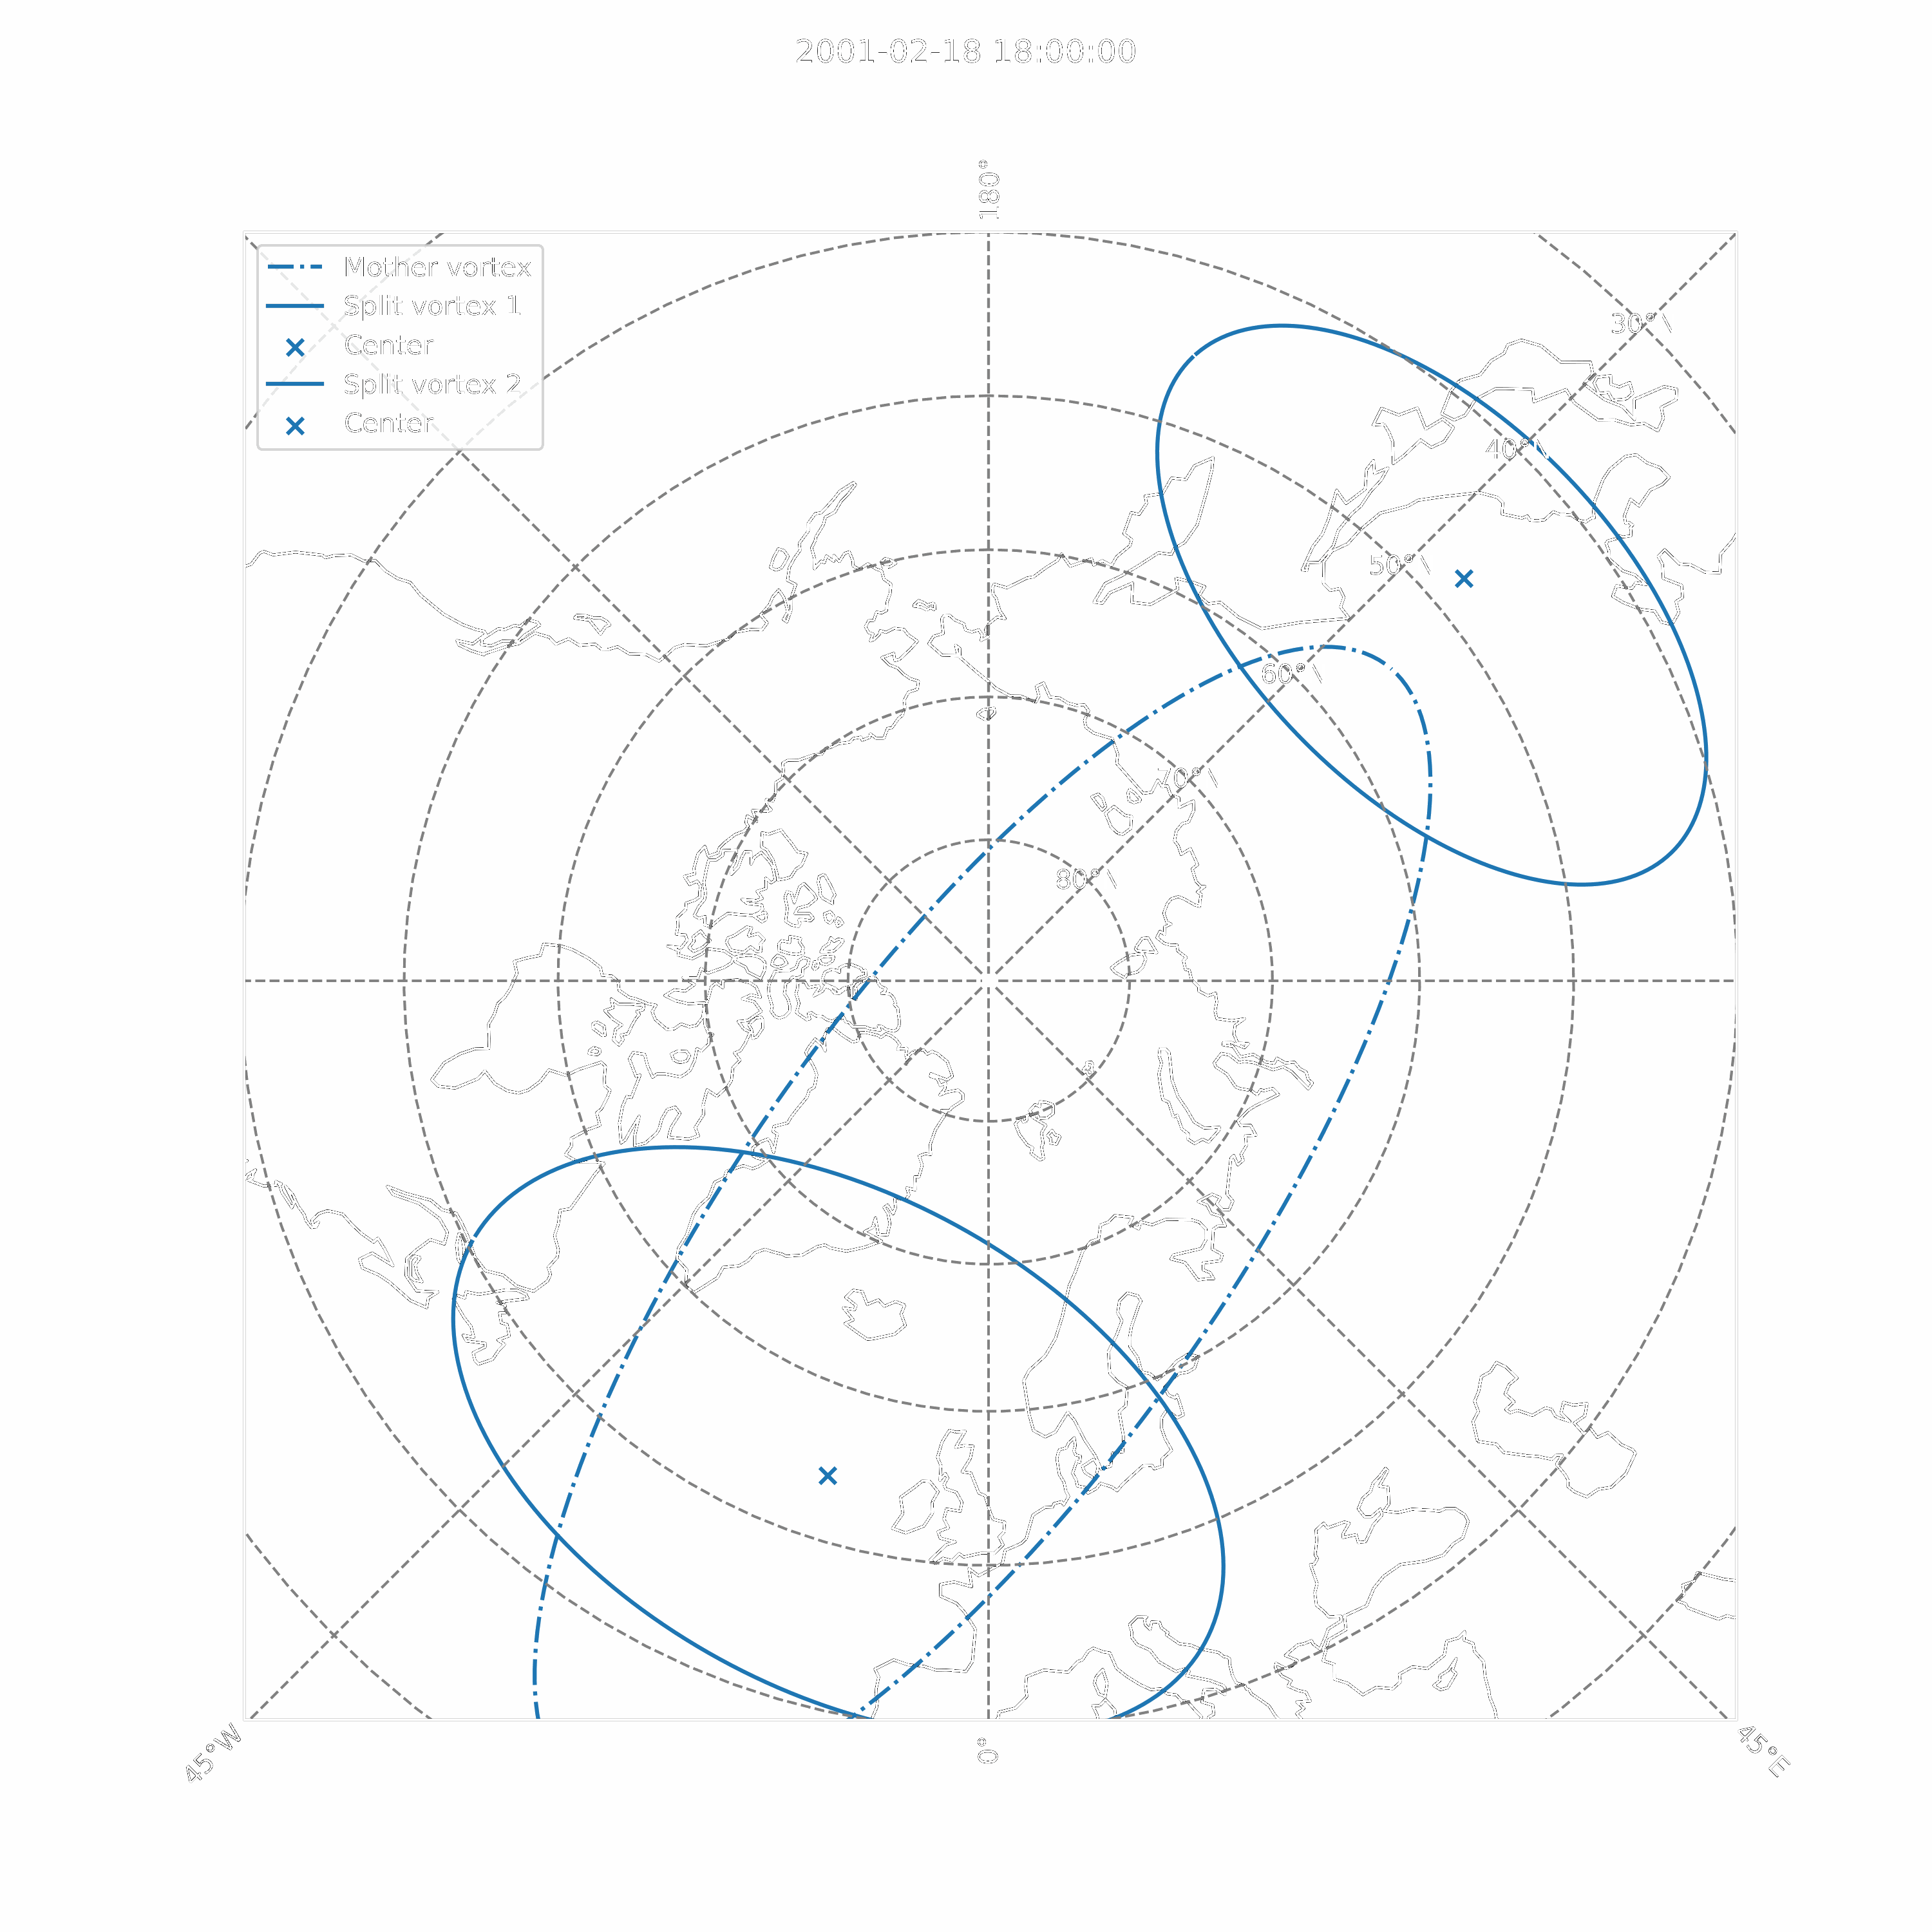 2001-02-18 18:00:00
180°
Mother vortex
Split vortex 1
Center
Split vortex 2
Center
30°
40°
50°
60°
70°
80°
45°W
0°
45°E